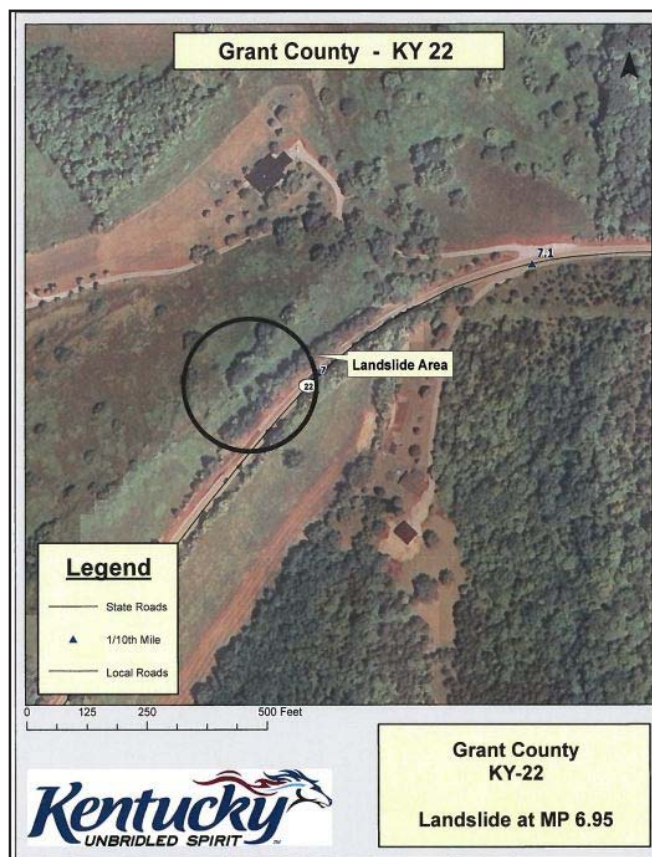 Grant County - KY 22
7.1
Landslide Area
7
22
Legend
State Roads
1/10th Mile
Local Roads
0 125 250 500 Feet
Grant County
KY-22
Landslide at MP 6.95
Kentucky
UNBRIDLED SPIRIT